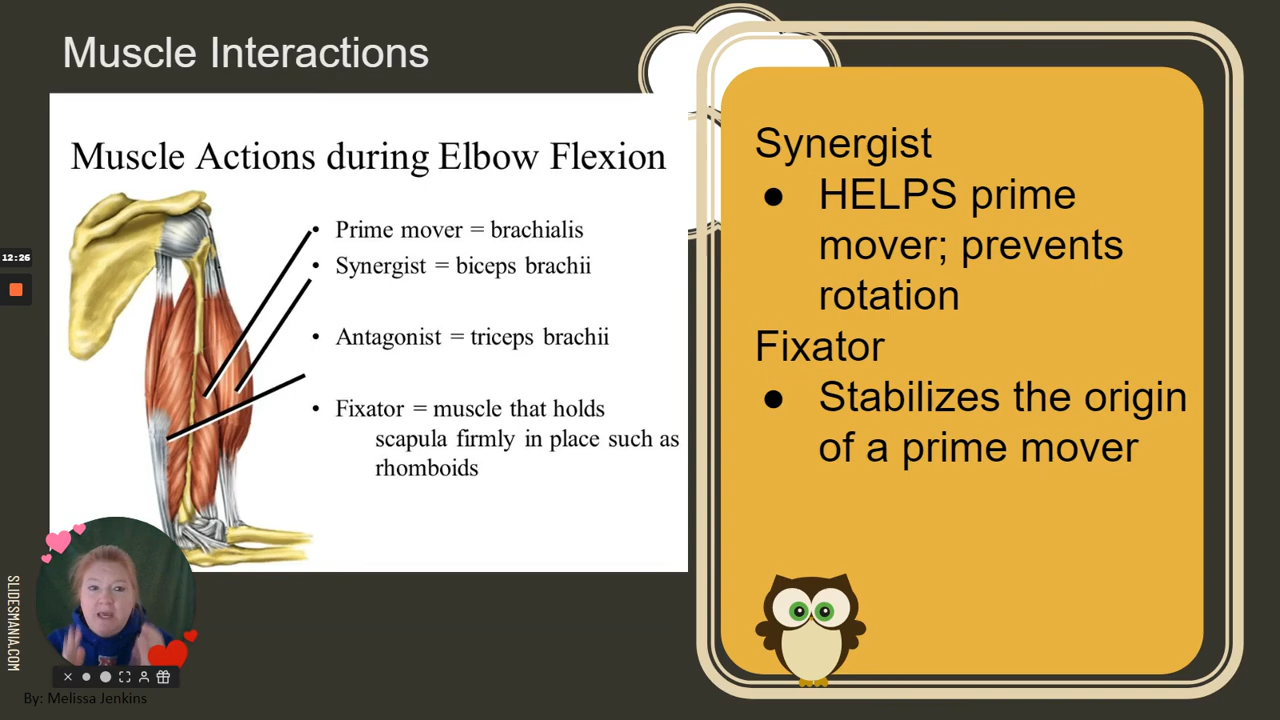 Muscle Interactions
Muscle Actions during Elbow Flexion
• Prime mover = brachialis
• Synergist = biceps brachii
• Antagonist = triceps brachii
• Fixator = muscle that holds
scapula firmly in place such as
rhomboids
Synergist
● HELPS prime
mover; prevents
rotation
Fixator
● Stabilizes the origin
of a prime mover
12:26
SLIDESMANIA.COM
By: Melissa Jenkins